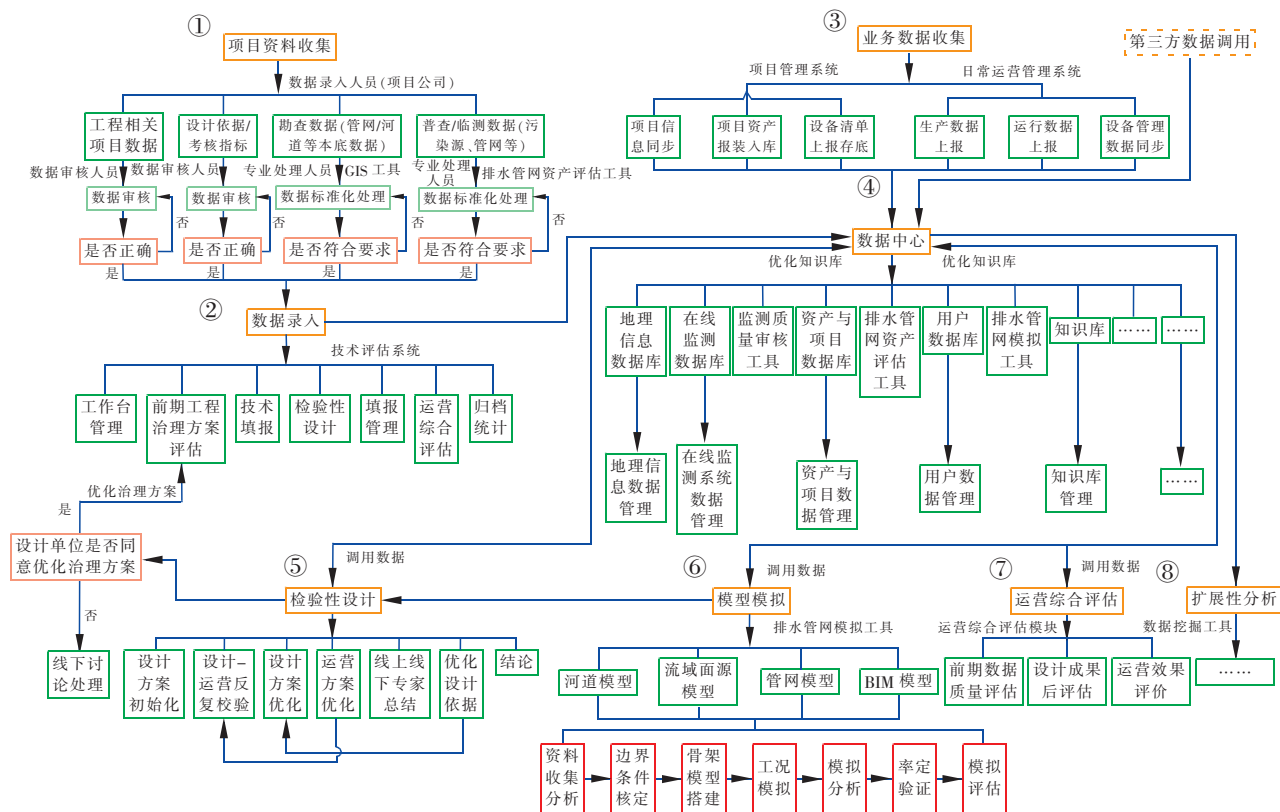 ①
项目资料收集
数据录入人员(项目公司)
工程相关
项目数据
设计依据/
考核指标
勘查数据(管网/河
道等本底数据)
普查/临测数据(污
染源、管网等)
数据审核人员
数据审核人员
专业处理人员
GIS 工具
专业处理
人员
排水管网资产评估工具
数据审核
数据审核
数据标准化处理
数据标准化处理
否
否
否
否
是否正确
是否正确
是否符合要求
是否符合要求
是
是
是
是
②
数据录入
技术评估系统
工作台
管理
前期工程
治理方案
评估
技术
填报
检验性
设计
填报
管理
运营
综合
评估
归档
统计
优化治理方案
是
设计单位是否同
意优化治理方案
否
线下讨
论处理
③
业务数据收集
第三方数据调用
项目管理系统
日常运营管理系统
项目信
息同步
项目资产
报装入库
设备清单
上报存底
生产数据
上报
运行数据
上报
设备管理
数据同步
④
数据中心
优化知识库
优化知识库
地理
信息
数据库
在线
监测
数据库
监测质
量审核
工具
资产与
项目
数据库
排水管
网资产
评估
工具
用户
数据库
排水管
网模拟
工具
知识库
……
……
地理信
息数据
管理
在线监
测系统
数据
管理
资产与
项目数
据管理
用户数
据管理
知识库
管理
……
⑤
调用数据
检验性设计
设计
方案
初始化
设计–
运营反
复校验
设计
方案
优化
运营
方案
优化
线上线
下专家
总结
优化
设计
依据
结论
⑥
调用数据
模型模拟
排水管网模拟工具
河道模型
流域面源
模型
管网模型
BIM 模型
资料
收集
分析
边界
条件
核定
骨架
模型
搭建
工况
模拟
模拟
分析
率定
验证
模拟
评估
⑦
调用数据
运营综合评估
运营综合评估模块
前期数据
质量评估
设计成果
后评估
运营效果
评价
⑧
扩展性分析
数据挖掘工具
……